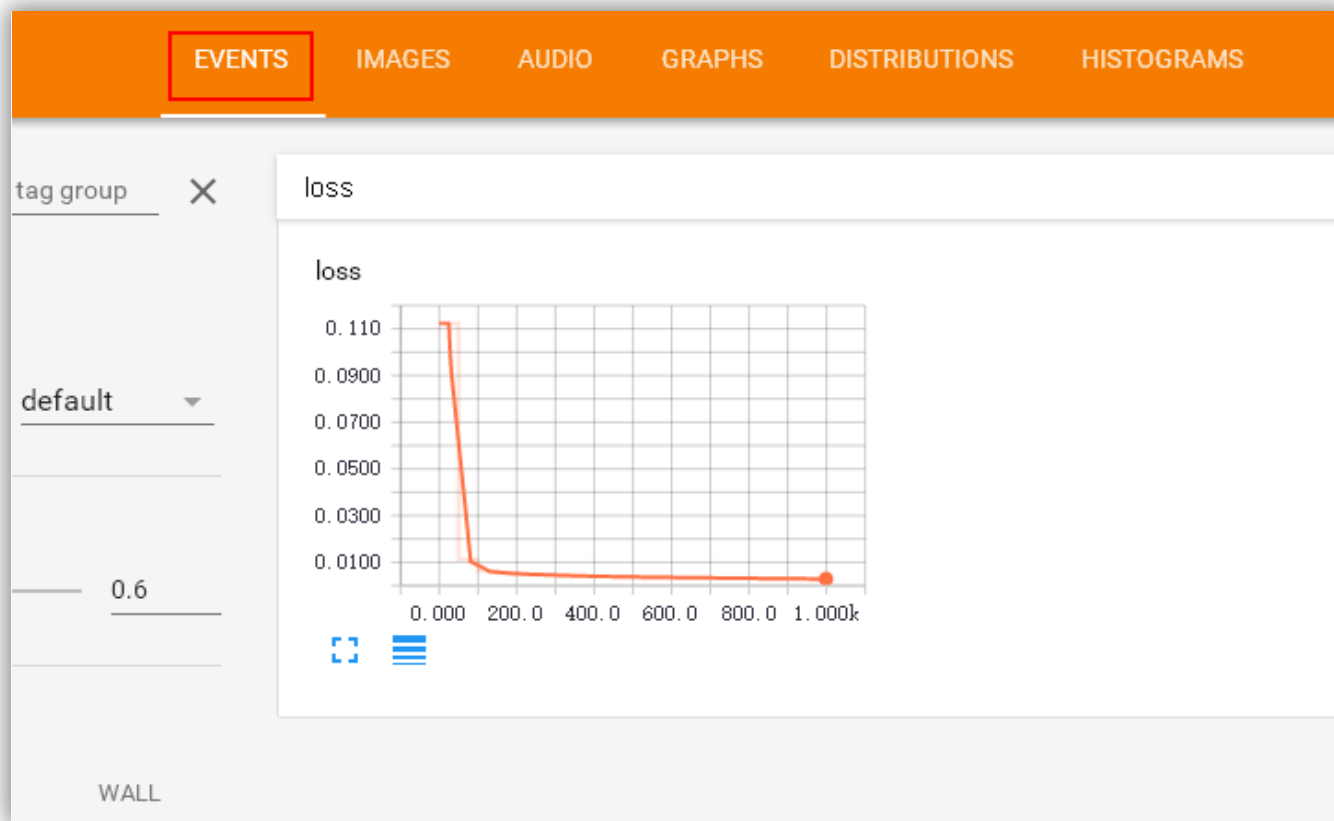 EVENTS IMAGES AUDIO GRAPHS DISTRIBUTIONS HISTOGRAMS
tag group
loss
loss
0.110
0.0900
default
0.0700
0.0500
0.0300
0.0100
0.6
0.000 200.0 400.0 600.0 800.0 1.000k
WALL